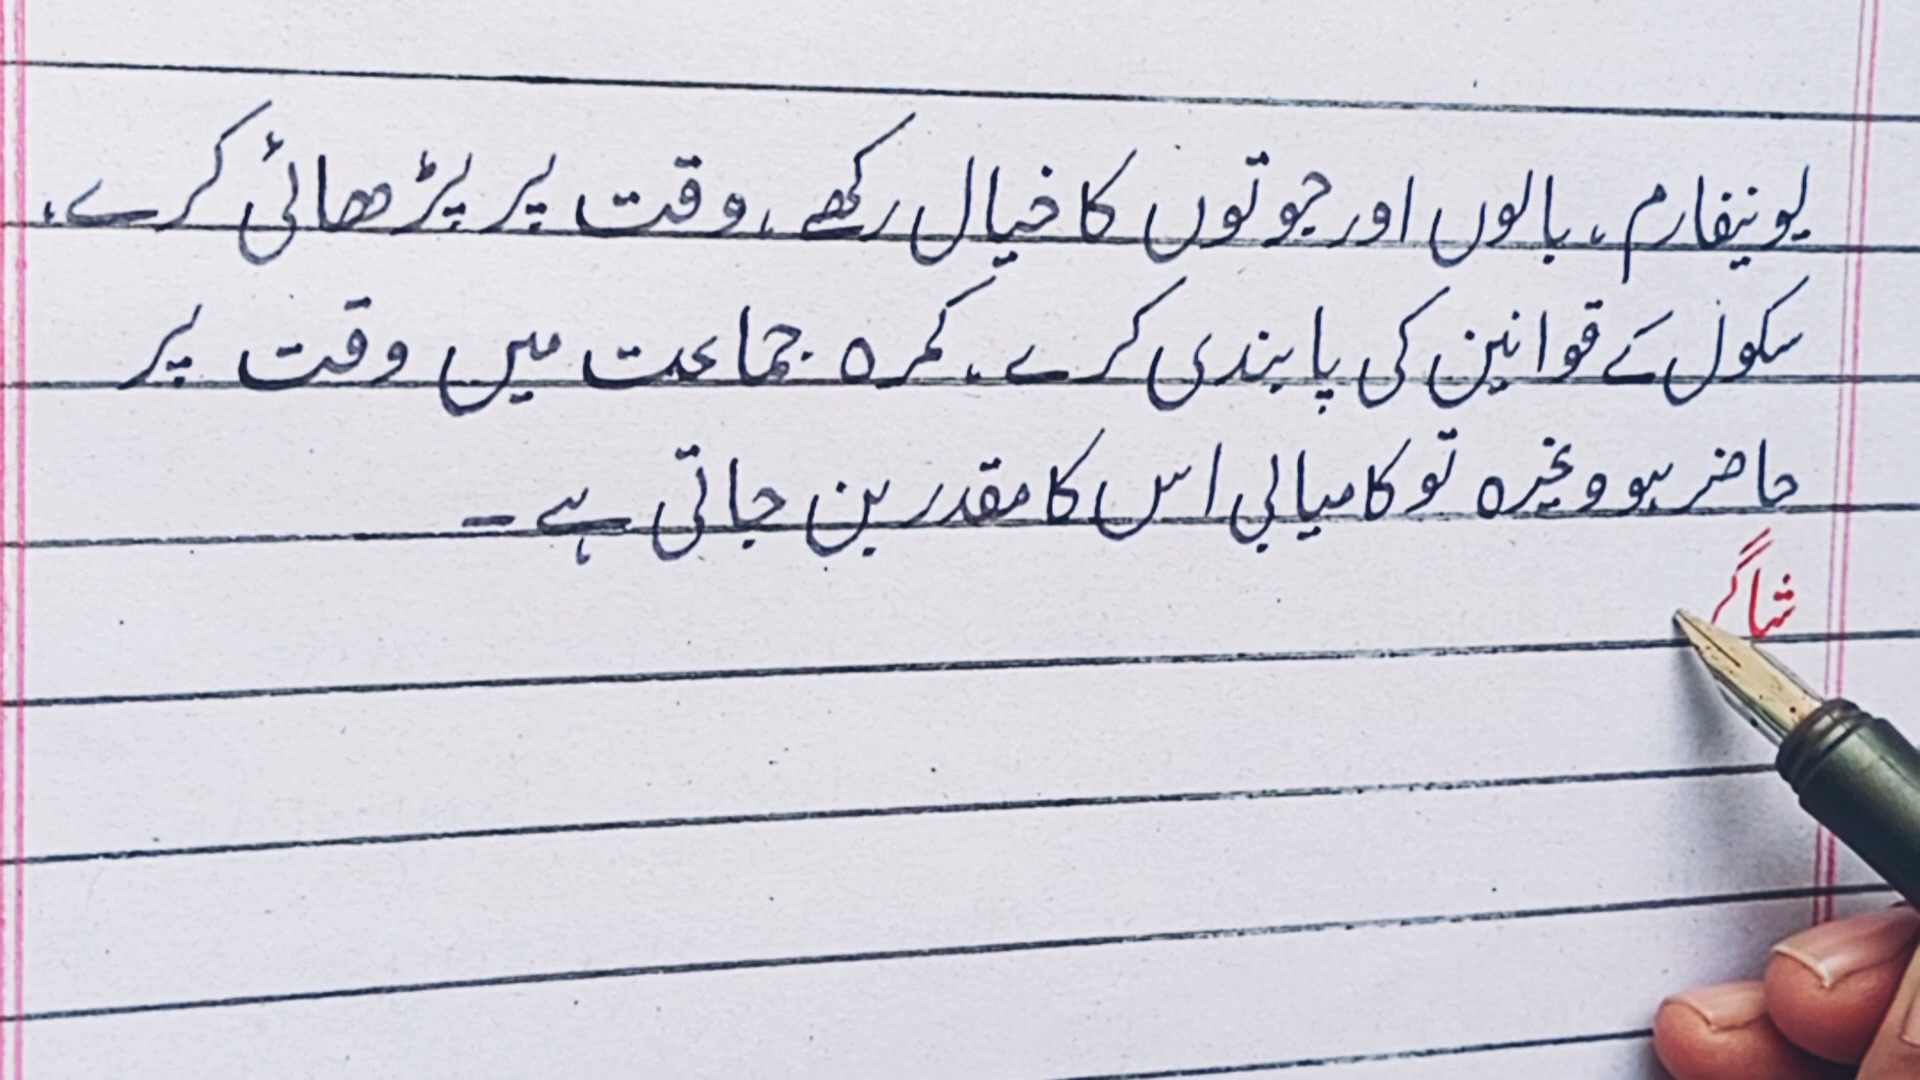 یونیفارم، بالوں اور جوتوں کا خیال رکھے، وقت پر پڑھائی کرے،
سکول کے قوانین کی پابندی کرے، کمرہ جماعت میں وقت پر
حاضر ہو وغیرہ تو کامیابی اس کا مقدر بن جاتی ہے۔
شاگر